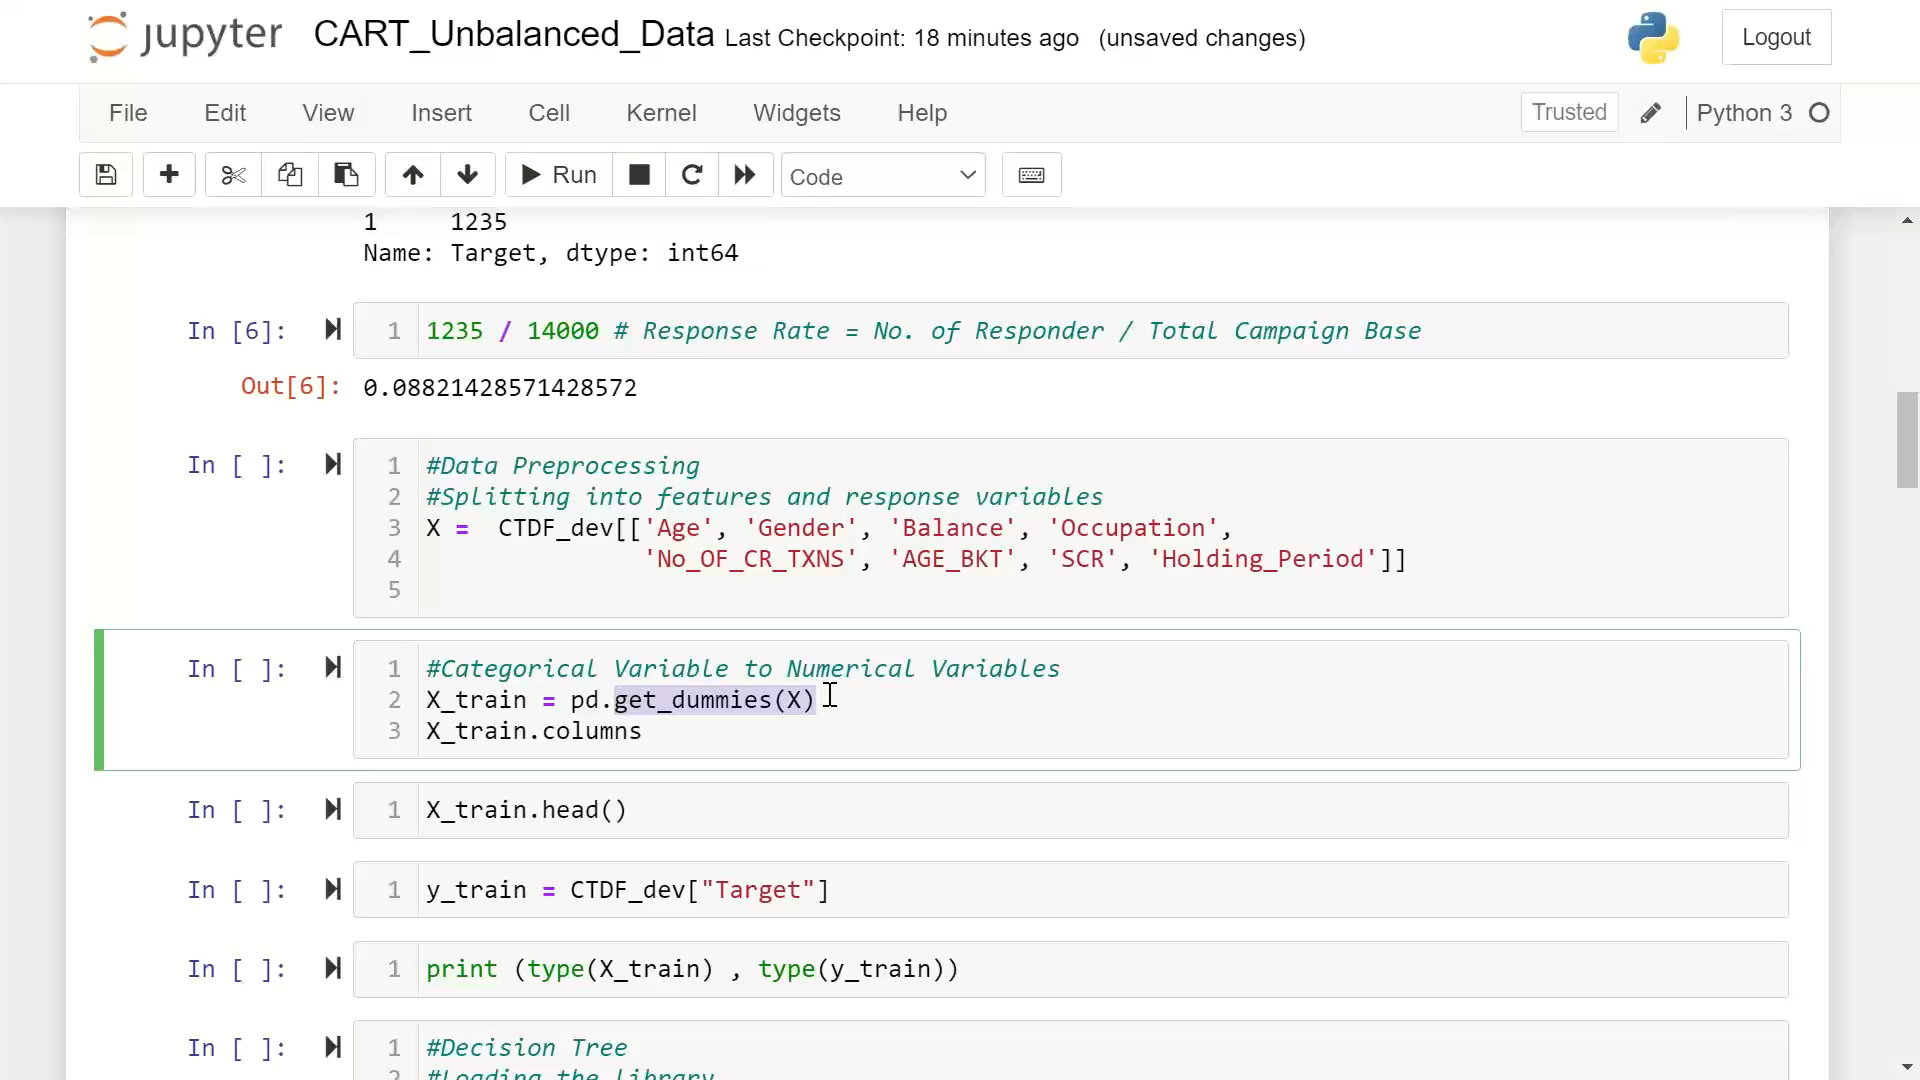 jupyter CART_Unbalanced_Data Last Checkpoint: 18 minutes ago (unsaved changes) Logout
File Edit View Insert Cell Kernel Widgets Help Trusted Python 3
Run Code
1 1235
Name: Target, dtype: int64
In [6]: 1 1235 / 14000 # Response Rate = No. of Responder / Total Campaign Base
Out[6]: 0.08821428571428572
In [ ]: 1 #Data Preprocessing
2 #Splitting into features and response variables
3 X = CTDF_dev[['Age', 'Gender', 'Balance', 'Occupation',
4 'No_OF_CR_TXNS', 'AGE_BKT', 'SCR', 'Holding_Period']]
5
In [ ]: 1 #Categorical Variable to Numerical Variables
2 X_train = pd.get_dummies(X)
3 X_train.columns
In [ ]: 1 X_train.head()
In [ ]: 1 y_train = CTDF_dev["Target"]
In [ ]: 1 print (type(X_train) , type(y_train))
In [ ]: 1 #Decision Tree
2 #Loading the library